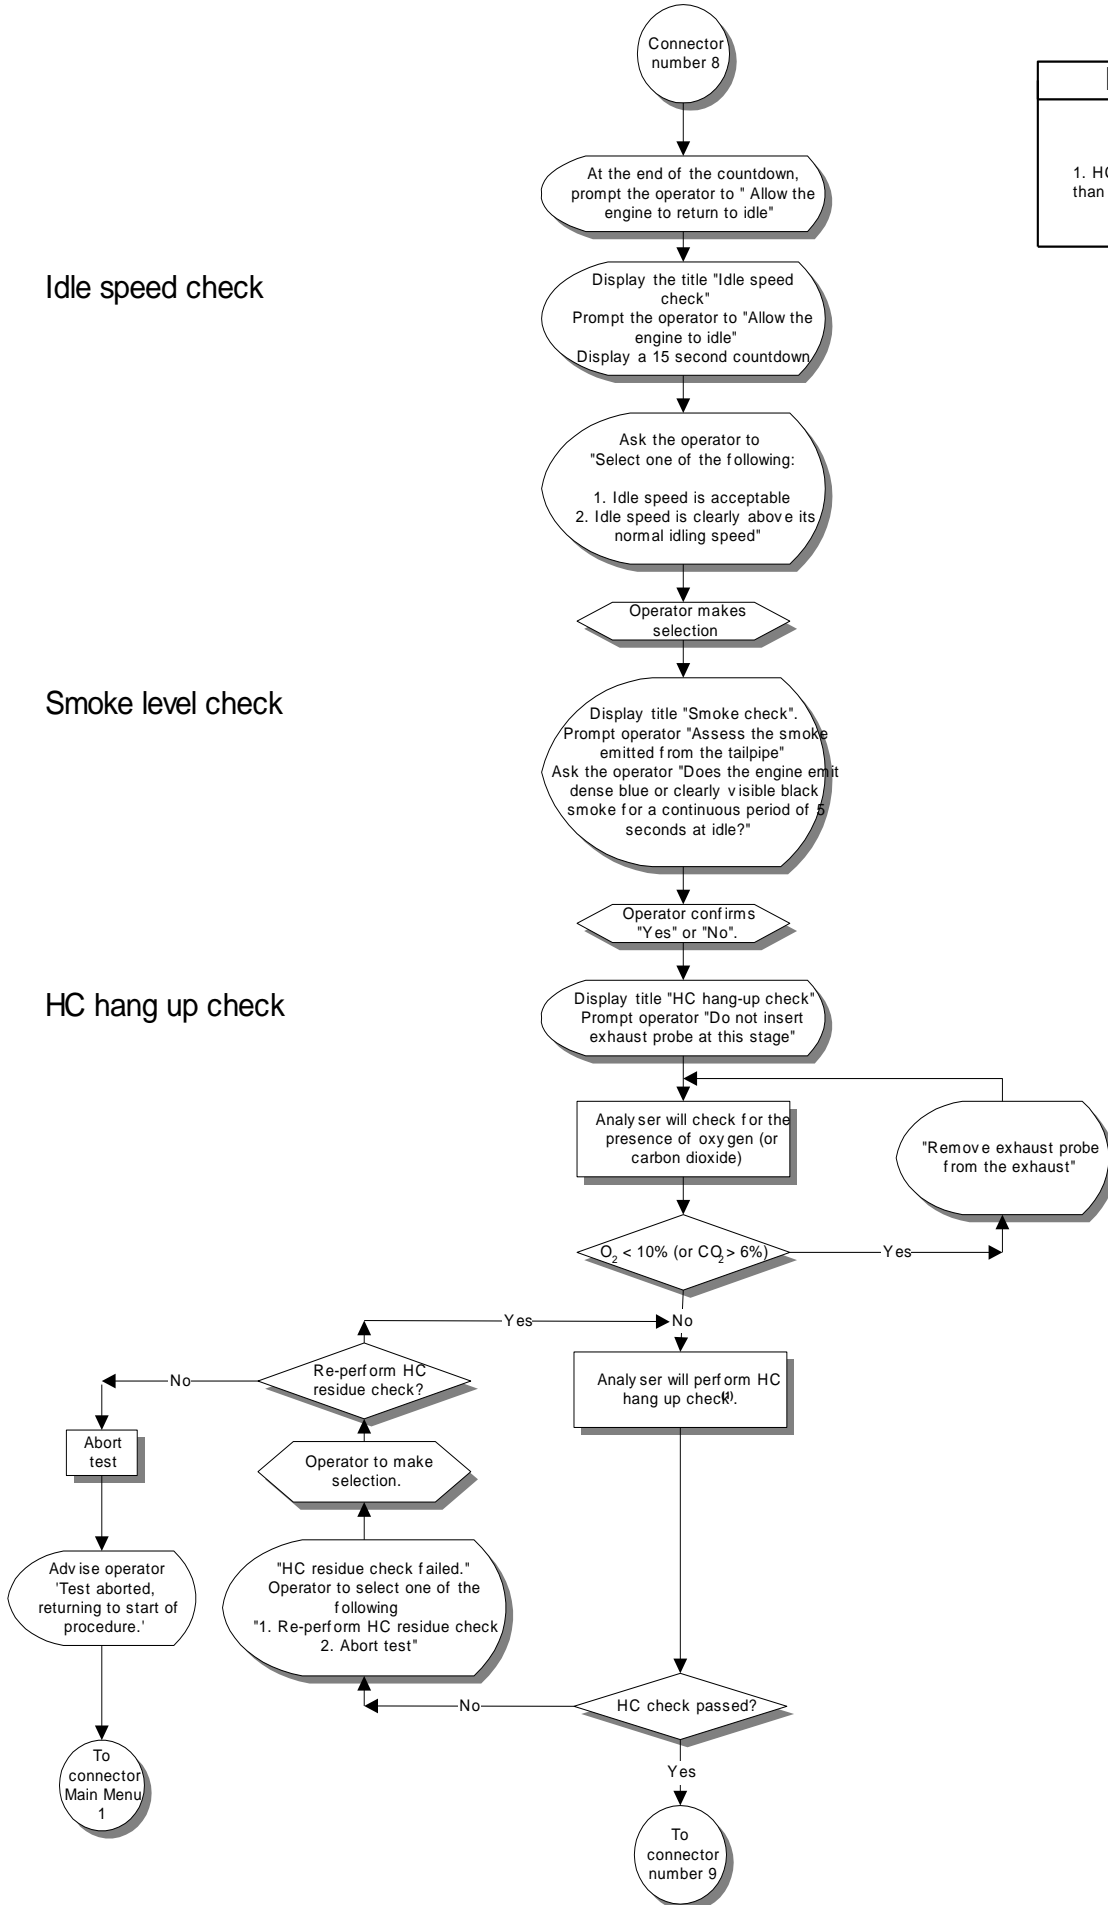 Connector
number 8
At the end of the countdown,
prompt the operator to " Allow the
engine to return to idle"
1. HC
than
Idle speed check
Display the title "Idle speed
check"
Prompt the operator to "Allow the
engine to idle"
Display a 15 second countdown
Ask the operator to
"Select one of the following:
1. Idle speed is acceptable
2. Idle speed is clearly above its
normal idling speed"
Operator makes
selection
Smoke level check
Display title "Smoke check".
Prompt operator "Assess the smoke
emitted from the tailpipe"
Ask the operator "Does the engine emit
dense blue or clearly visible black
smoke for a continuous period of 5
seconds at idle?"
Operator confirms
"Yes" or "No".
HC hang up check
Display title "HC hang-up check"
Prompt operator "Do not insert
exhaust probe at this stage"
Analyser will check for the
presence of oxygen (or
carbon dioxide)
"Remove exhaust probe
from the exhaust"
O2 < 10% (or CO2 > 6%)
Yes
No
Yes
Re-perform HC
residue check?
No
Analyser will perform HC
hang up check(1).
Abort
test
Operator to make
selection.
Advise operator
'Test aborted,
returning to start of
procedure.'
"HC residue check failed."
Operator to select one of the
following
"1. Re-perform HC residue check
2. Abort test"
No
HC check passed?
Yes
To
connector
Main Menu
1
To
connector
number 9